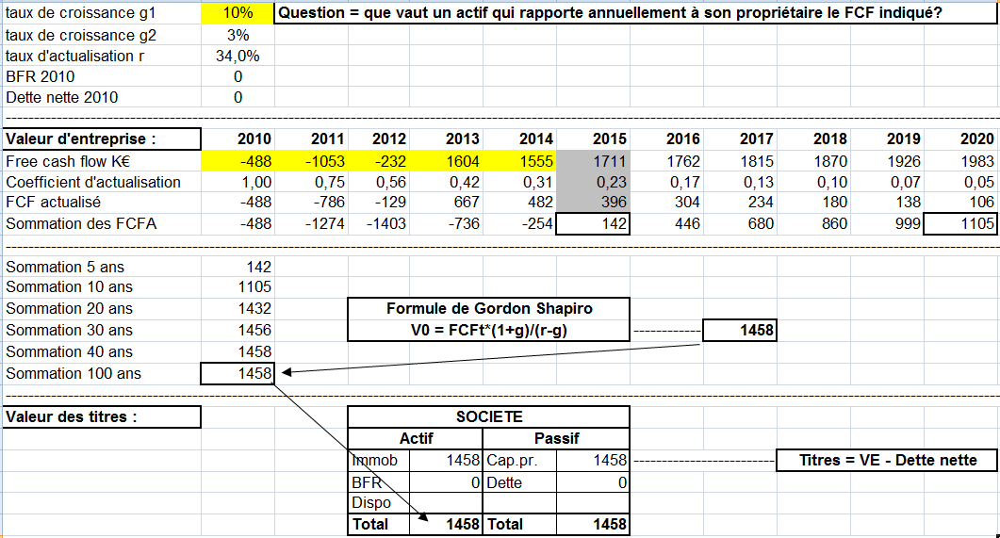 taux de croissance g1 10% Question = que vaut un actif qui rapporte annuellement à son propriétaire le FCF indiqué?
taux de croissance g2 3%
taux d'actualisation r 34,0%
BFR 2010 0
Dette nette 2010 0
Valeur d'entreprise : 2010 2011 2012 2013 2014 2015 2016 2017 2018 2019 2020
Free cash flow K€ -488 -1053 -232 1604 1555 1711 1762 1815 1870 1926 1983
Coefficient d'actualisation 1,00 0,75 0,56 0,42 0,31 0,23 0,17 0,13 0,10 0,07 0,05
FCF actualisé -488 -786 -129 667 482 396 304 234 180 138 106
Sommation des FCFA -488 -1274 -1403 -736 -254 142 446 680 860 999 1105
Sommation 5 ans 142
Sommation 10 ans 1105
Sommation 20 ans 1432 Formule de Gordon Shapiro
Sommation 30 ans 1456 V0 = FCFt*(1+g)/(r-g) 1458
Sommation 40 ans 1458
Sommation 100 ans 1458
Valeur des titres : SOCIETE
Actif Passif
Immob 1458 Cap.pr. 1458 Titres = VE - Dette nette
BFR 0 Dette 0
Dispo
Total 1458 Total 1458